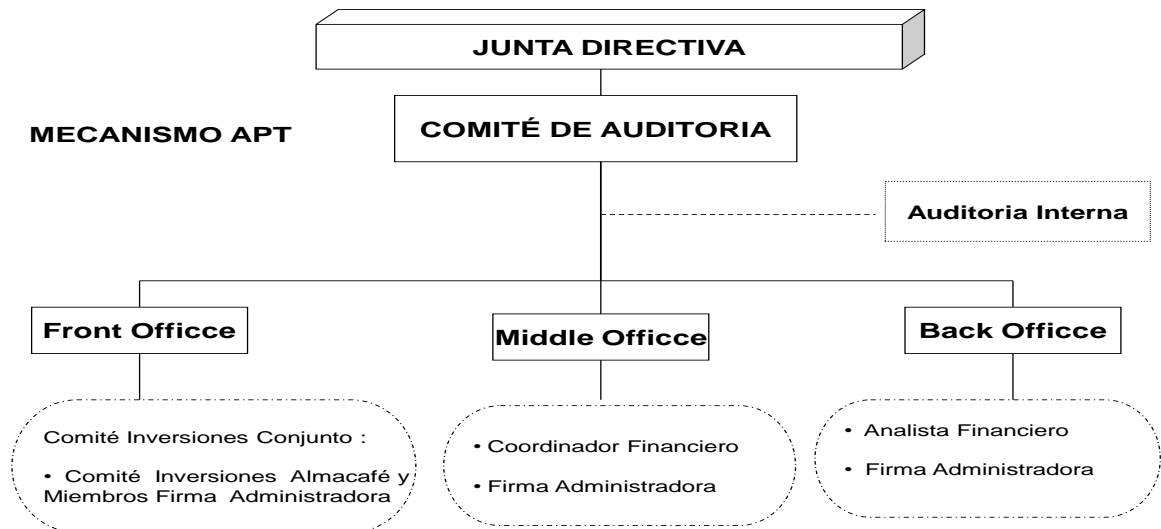 JUNTA DIRECTIVA
MECANISMO APT
COMITÉ DE AUDITORIA
Auditoria Interna
Front Officce
Middle Officce
Back Officce
Comité Inversiones Conjunto :
• Comité Inversiones Almacafé y
Miembros Firma Administradora
• Coordinador Financiero
• Firma Administradora
• Analista Financiero
• Firma Administradora